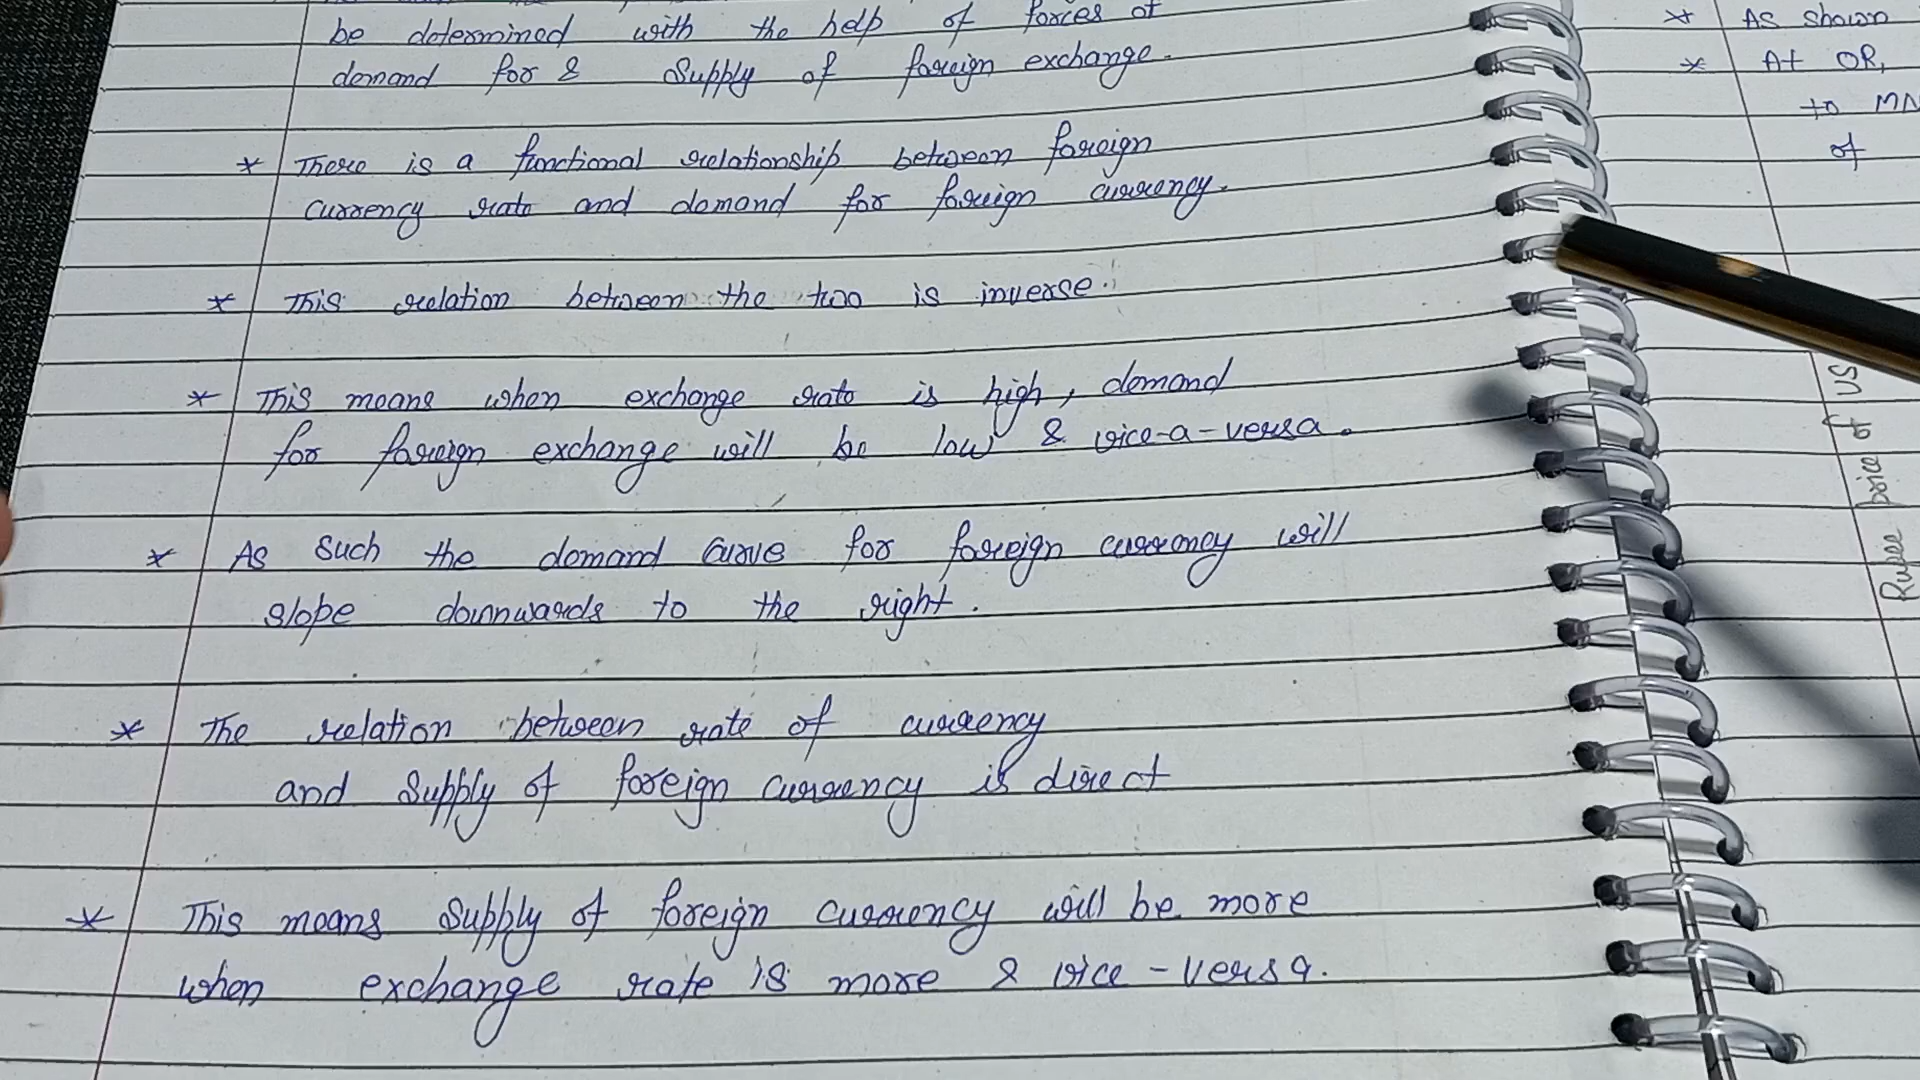 be determined with the help of forces of
demand for & Supply of foreign exchange.
* There is a functional relationship between foreign
currency rate and demand for foreign currency.
* This relation between the two is inverse.
* This means when exchange rate is high, demand
for foreign exchange will be low & vice-a-versa.
* As such the demand curve for foreign currency will
slope downwards to the right.
* The relation between rate of currency
and supply of foreign currency is direct
* This means supply of foreign currency will be more
when exchange rate is more & vice-versa.
* As shown
* At OR,
to MN
of
Rupee price of US